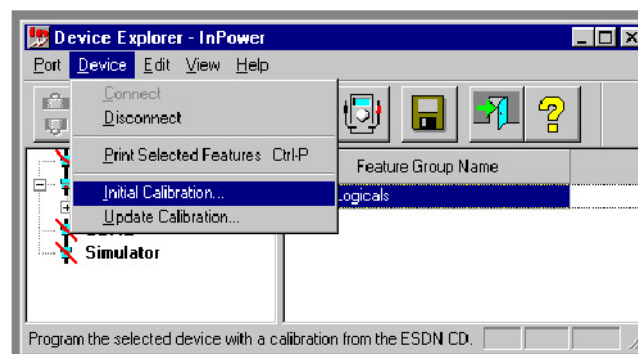 Device Explorer - InPower
Port Device Edit View Help
Connect
Disconnect
Print Selected Features Ctrl-P
Initial Calibration...
Update Calibration...
Feature Group Name
Logicals
Simulator
Program the selected device with a calibration from the ESDN CD.